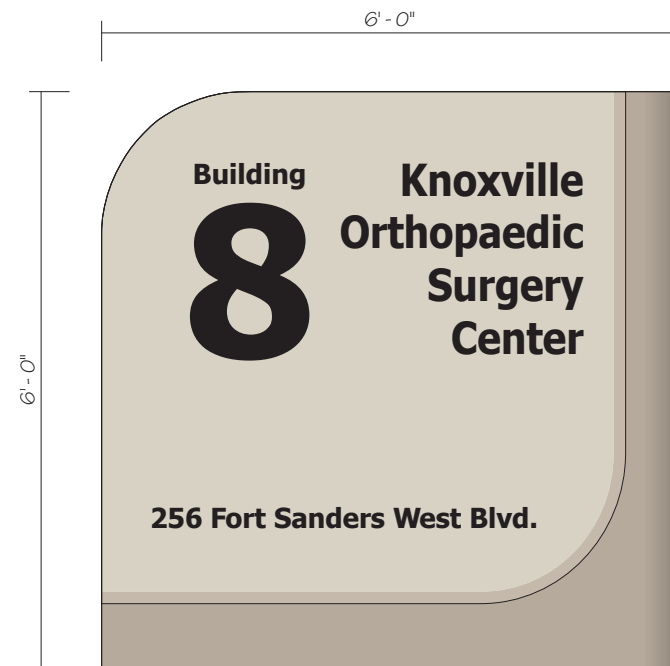 6' - 0"
6' - 0"
Building
8
Knoxville
Orthopaedic
Surgery
Center
256 Fort Sanders West Blvd.